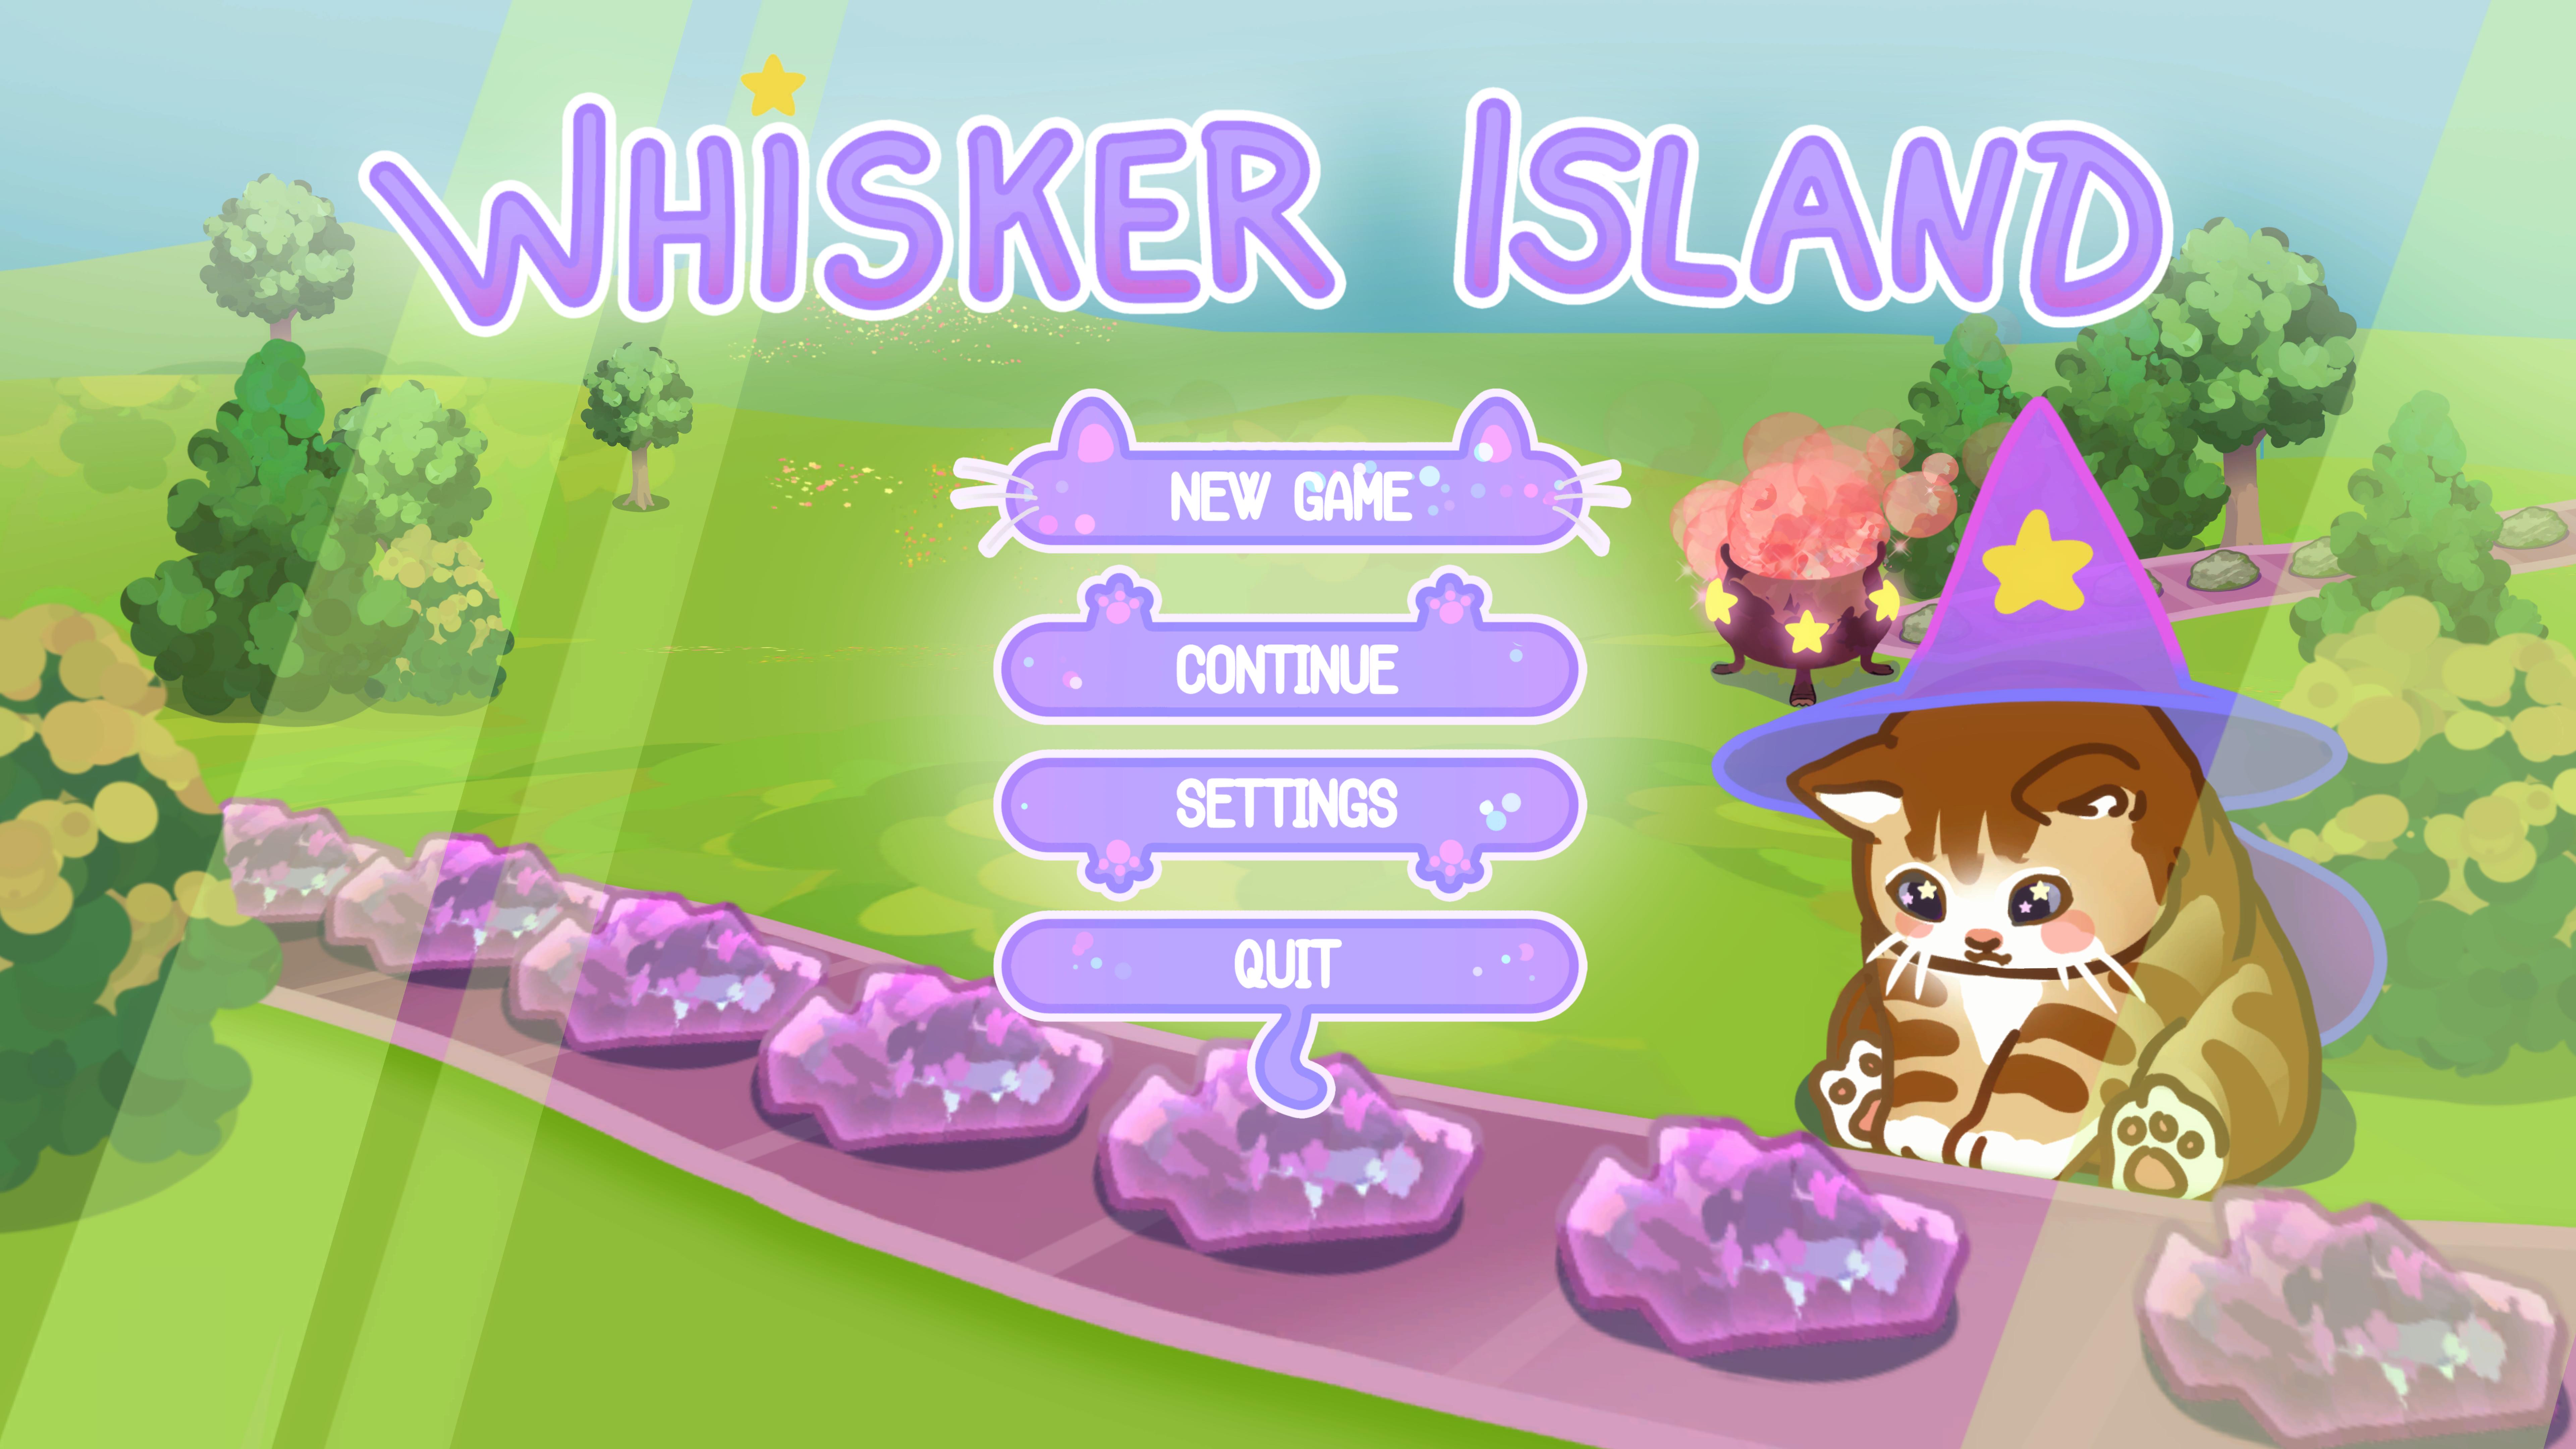 WHISKER ISLAND
NEW GAME
CONTINUE
SETTINGS
QUIT